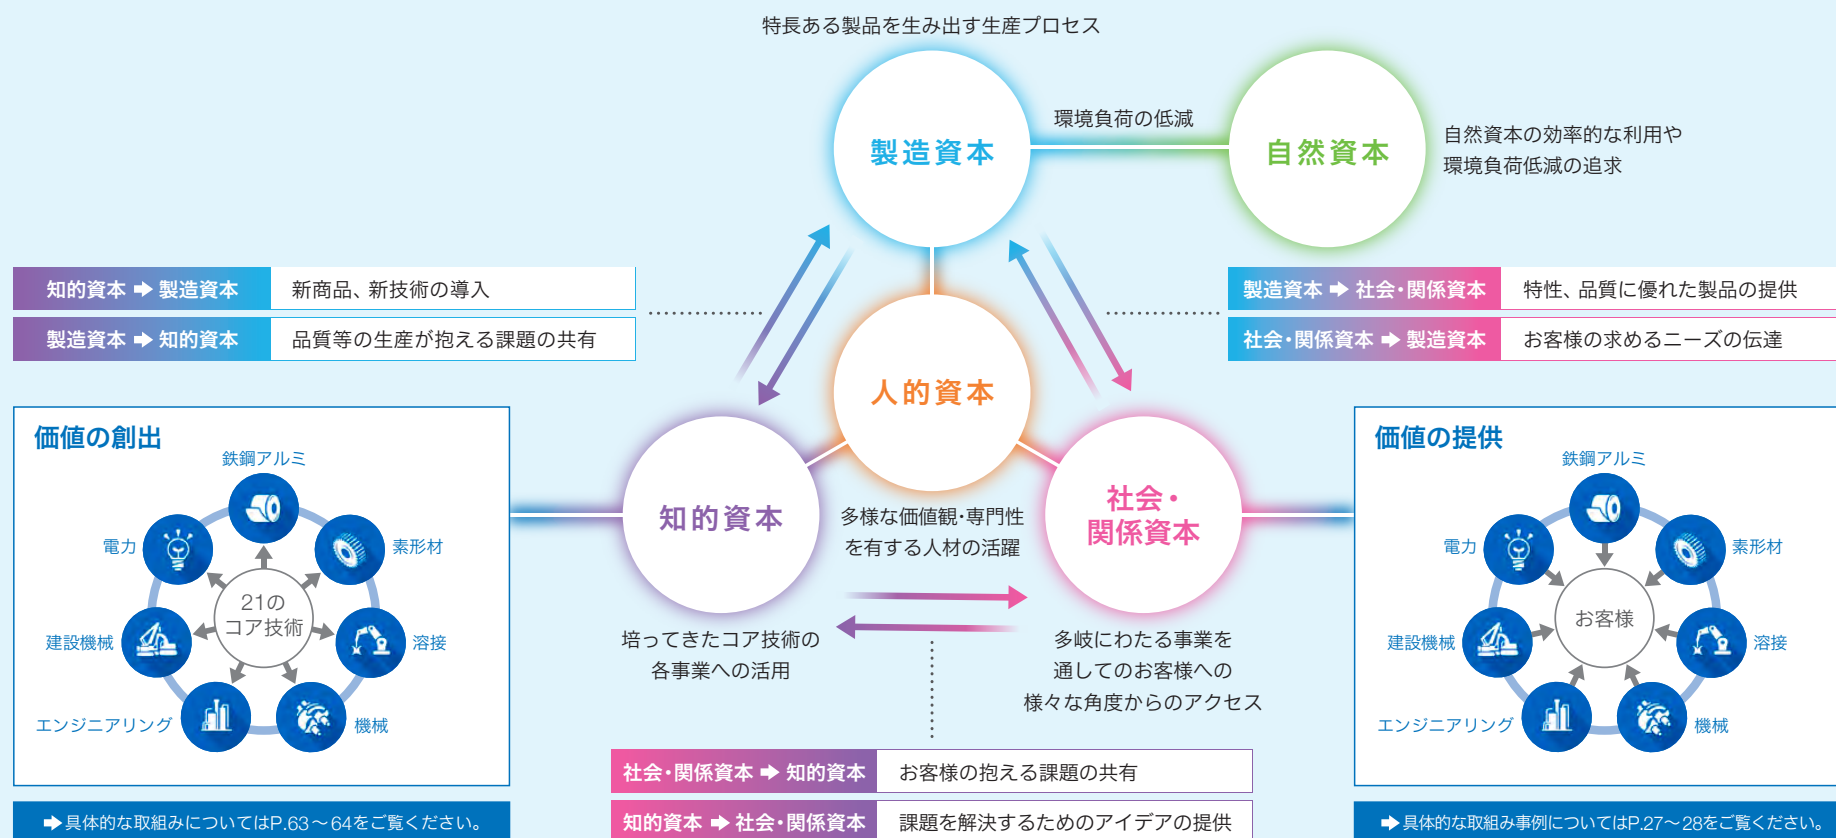 特長ある製品を生み出す生産プロセス
製造資本
環境負荷の低減
自然資本
自然資本の効率的な利用や
環境負荷低減の追求
知的資本 ➡ 製造資本 新商品、新技術の導入
製造資本 ➡ 知的資本 品質等の生産が抱える課題の共有
製造資本 ➡ 社会・関係資本 特性、品質に優れた製品の提供
社会・関係資本 ➡ 製造資本 お客様の求めるニーズの伝達
人的資本
多様な価値観・専門性
を有する人材の活躍
知的資本
培ってきたコア技術の
各事業への活用
社会・
関係資本
多岐にわたる事業を
通してのお客様への
様々な角度からのアクセス
価値の創出
鉄鋼アルミ
電力
素形材
21の
コア技術
建設機械
溶接
エンジニアリング
機械
➡具体的な取組みについてはP.63～64をご覧ください。
社会・関係資本 ➡ 知的資本 お客様の抱える課題の共有
知的資本 ➡ 社会・関係資本 課題を解決するためのアイデアの提供
価値の提供
鉄鋼アルミ
電力
素形材
お客様
建設機械
溶接
エンジニアリング
機械
➡具体的な取組み事例についてはP.27～28をご覧ください。